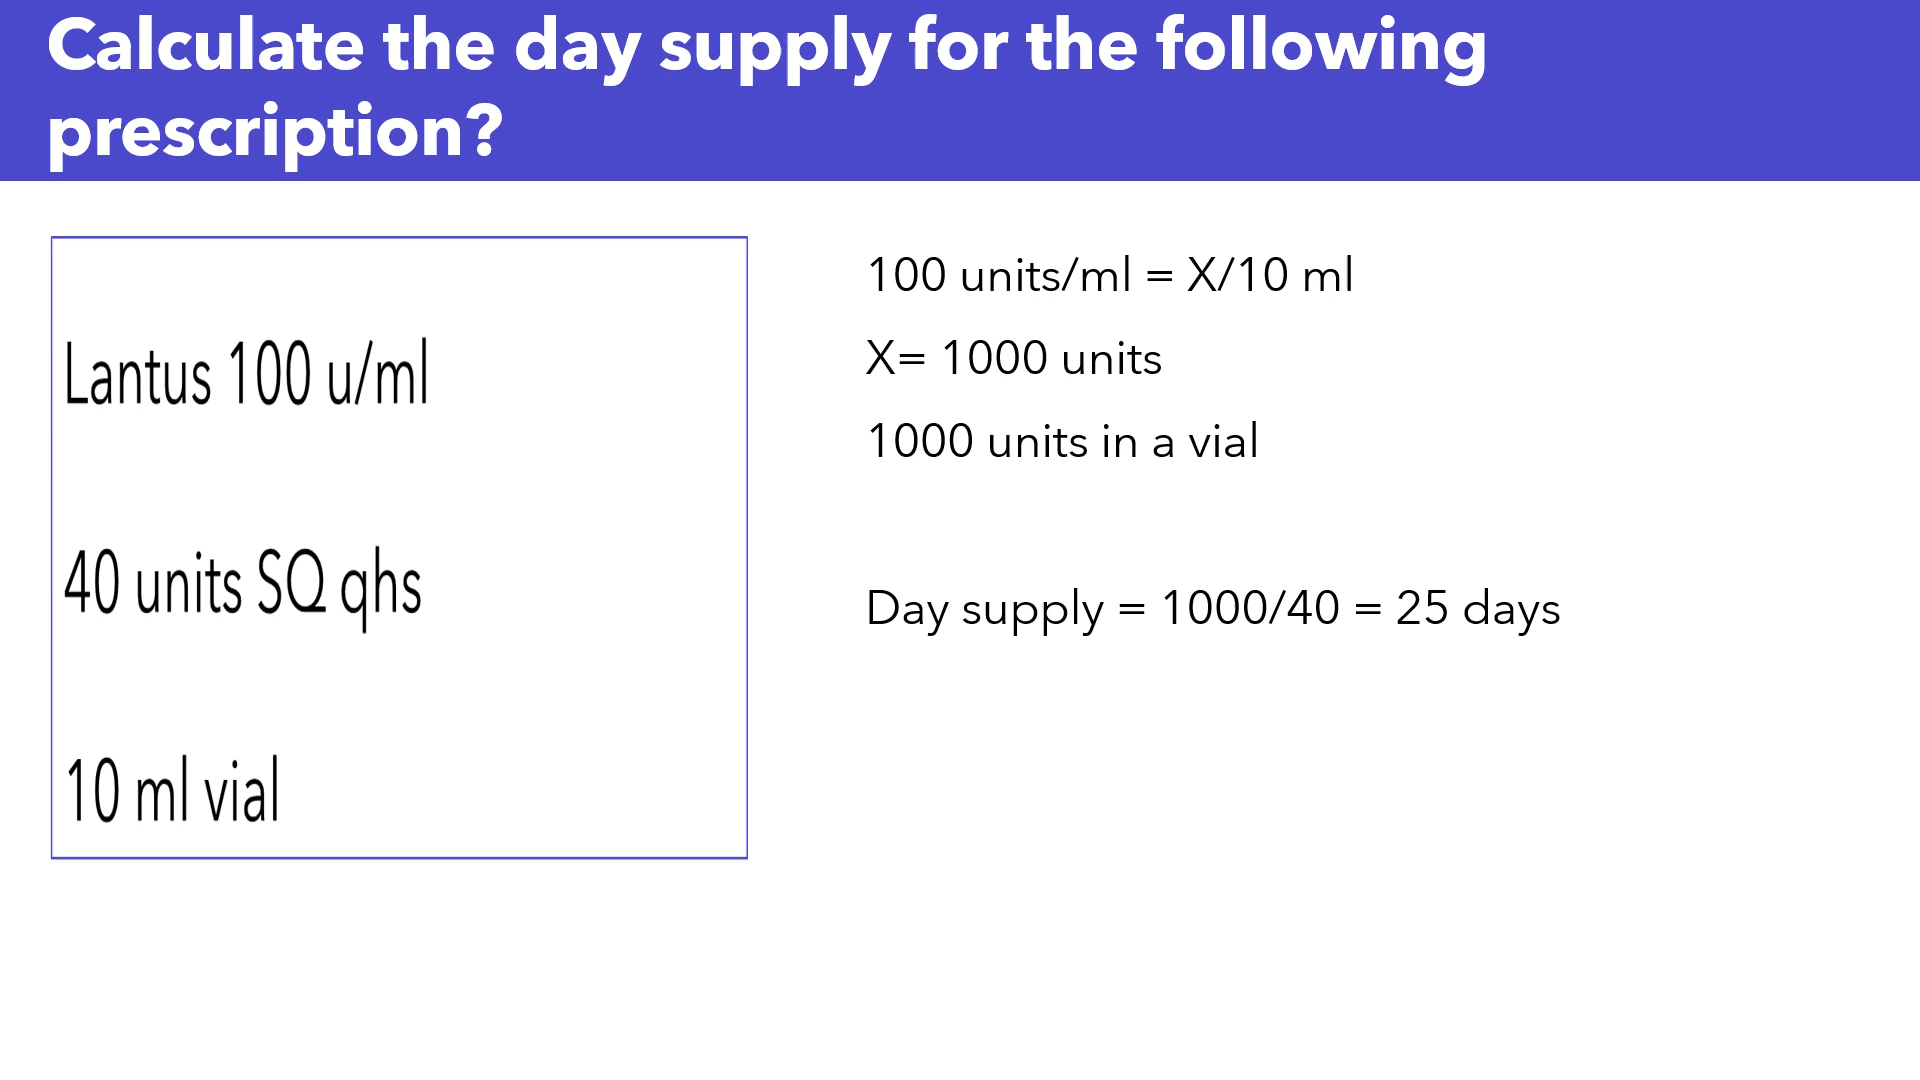 Calculate the day supply for the following
prescription?
Lantus 100 u/ml
40 units SQ qhs
10 ml vial
100 units/ml = X/10 ml
X= 1000 units
1000 units in a vial
Day supply = 1000/40 = 25 days